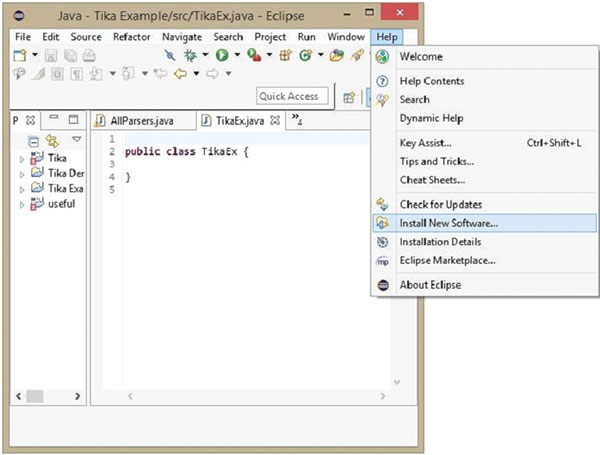 Java - Tika Example/src/TikaEx.java - Eclipse
File Edit Source Refactor Navigate Search Project Run Window Help
Quick Access
P
AllParsers.java TikaEx.java »4
Tika
Tika Der
Tika Exa
useful
1
2 public class TikaEx {
3
4 }
5
Welcome
Help Contents
Search
Dynamic Help
Key Assist... Ctrl+Shift+L
Tips and Tricks...
Cheat Sheets...
Check for Updates
Install New Software...
Installation Details
Eclipse Marketplace...
About Eclipse